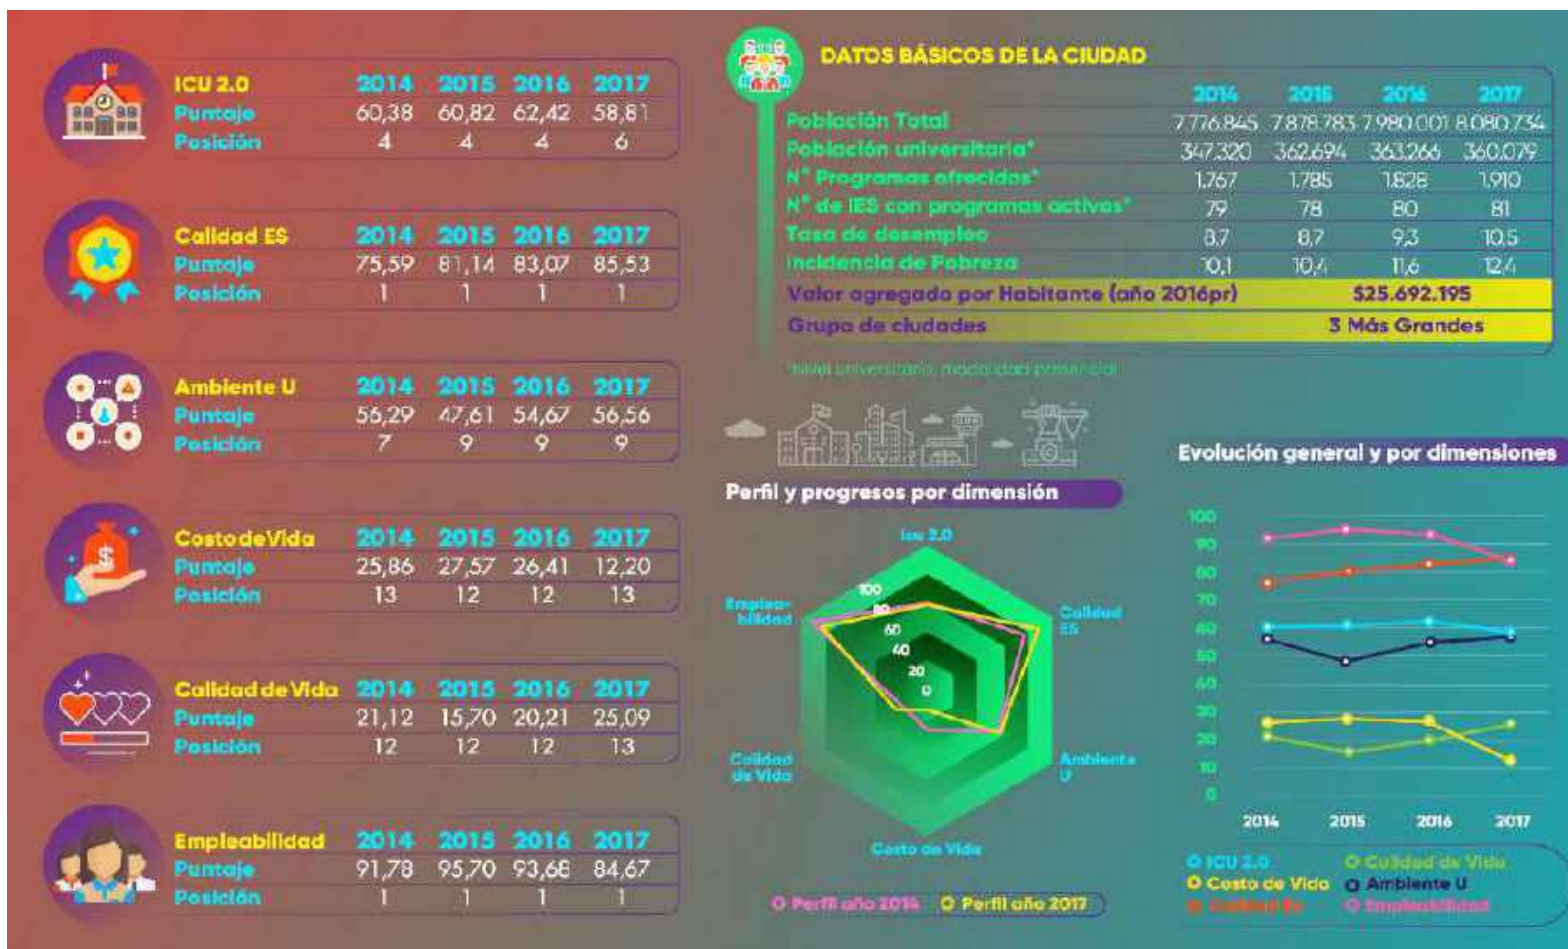 ICU 2.0 2014 2015 2016 2017
Puntaje 60,38 60,82 62,42 58,81
Posición 4 4 4 6
Calidad ES 2014 2015 2016 2017
Puntaje 75,59 81,14 83,07 85,53
Posición 1 1 1 1
Ambiente U 2014 2015 2016 2017
Puntaje 56,29 47,61 54,67 56,56
Posición 7 9 9 9
CostodeVida 2014 2015 2016 2017
Puntaje 25,86 27,57 26,41 12,20
Posición 13 12 12 13
Calidad de Vida 2014 2015 2016 2017
Puntaje 21,12 15,70 20,21 25,09
Posición 12 12 12 13
Empleabilidad 2014 2015 2016 2017
Puntaje 91,78 95,70 93,68 84,67
Posición 1 1 1 1
DATOS BÁSICOS DE LA CIUDAD
2014 2015 2016 2017
Población Total 7.776.845 7.878.783 7.980.001 8.080.734
Población universitaria* 347.320 362.694 363.266 360.079
N° Programas ofrecidos* 1.767 1.785 1.828 1.910
N° de IES con programas activos* 79 78 80 81
Tasa de desempleo 8,7 8,7 9,3 10,5
Incidencia de Pobreza 10,1 10,4 11,6 12,4
Valor agregado por Habitante (año 2016pr) $25.692.195
Grupo de ciudades 3 Más Grandes
*Nivel universitario, modalidad presencial
Perfil y progresos por dimensión
Icu 2.0
Calidad
ES
Ambiente
U
Costo de Vida
Calidad
de Vida
Emplea-
bilidad
100
80
60
40
20
0
Perfil año 2014 Perfil año 2017
Evolución general y por dimensiones
100
90
80
70
60
50
40
30
20
10
0
2014 2015 2016 2017
ICU 2.0 Calidad de Vida
Costo de Vida Ambiente U
Calidad Es Empleabilidad